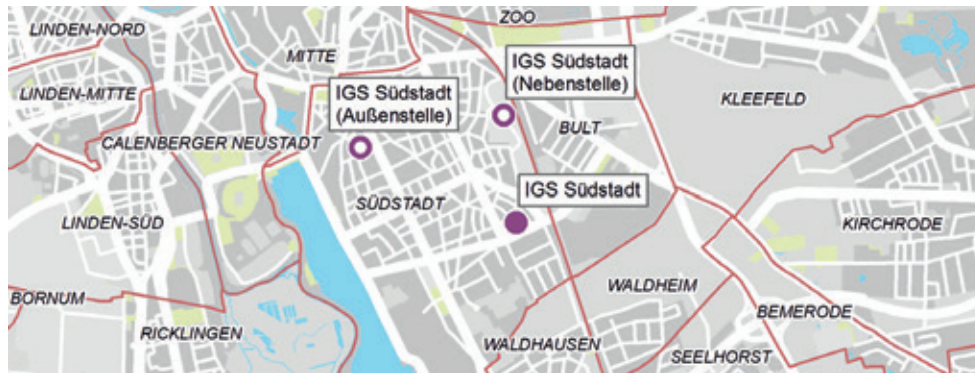 ZOO
LINDEN-NORD
MITTE
IGS Südstadt
(Nebenstelle)
LINDEN-MITTE
IGS Südstadt
(Außenstelle)
KLEEFELD
BULT
CALENBERGER NEUSTADT
SÜDSTADT
IGS Südstadt
LINDEN-SÜD
KIRCHRODE
WALDHEIM
BORNUM
BEMERODE
RICKLINGEN
WALDHAUSEN
SEELHORST